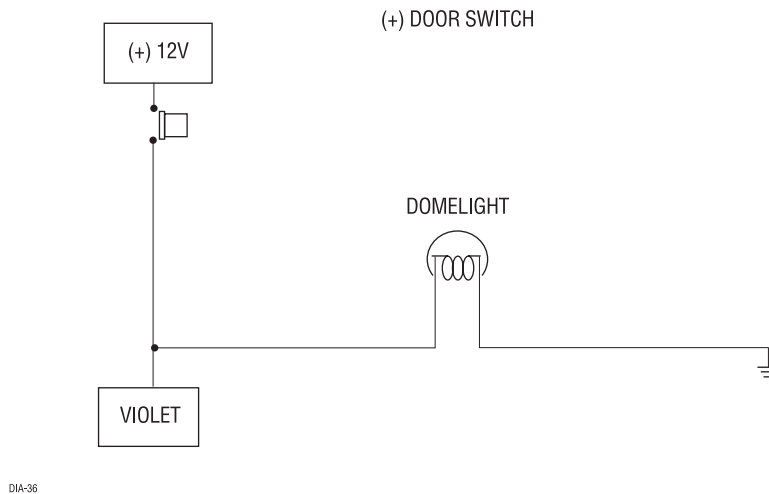 (+) DOOR SWITCH
(+) 12V
DOMELIGHT
VIOLET
DIA-36